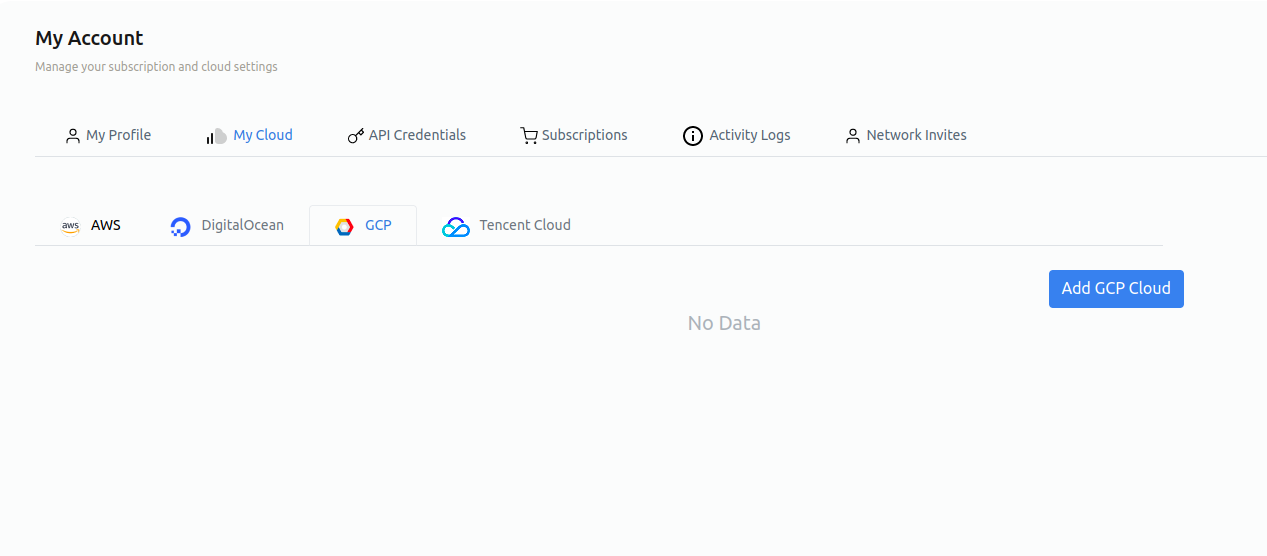 My Account
Manage your subscription and cloud settings
My Profile My Cloud API Credentials Subscriptions Activity Logs Network Invites
aws AWS DigitalOcean GCP Tencent Cloud
Add GCP Cloud
No Data